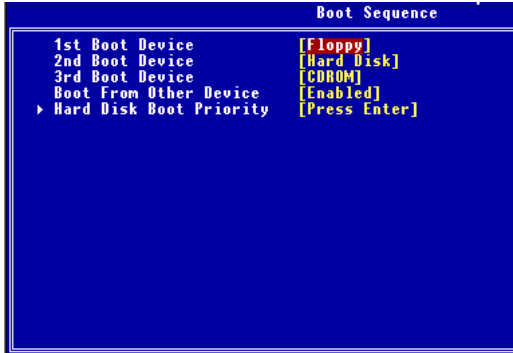 Boot Sequence
1st Boot Device [Floppy]
2nd Boot Device [Hard Disk]
3rd Boot Device [CDROM]
Boot From Other Device [Enabled]
▸ Hard Disk Boot Priority [Press Enter]